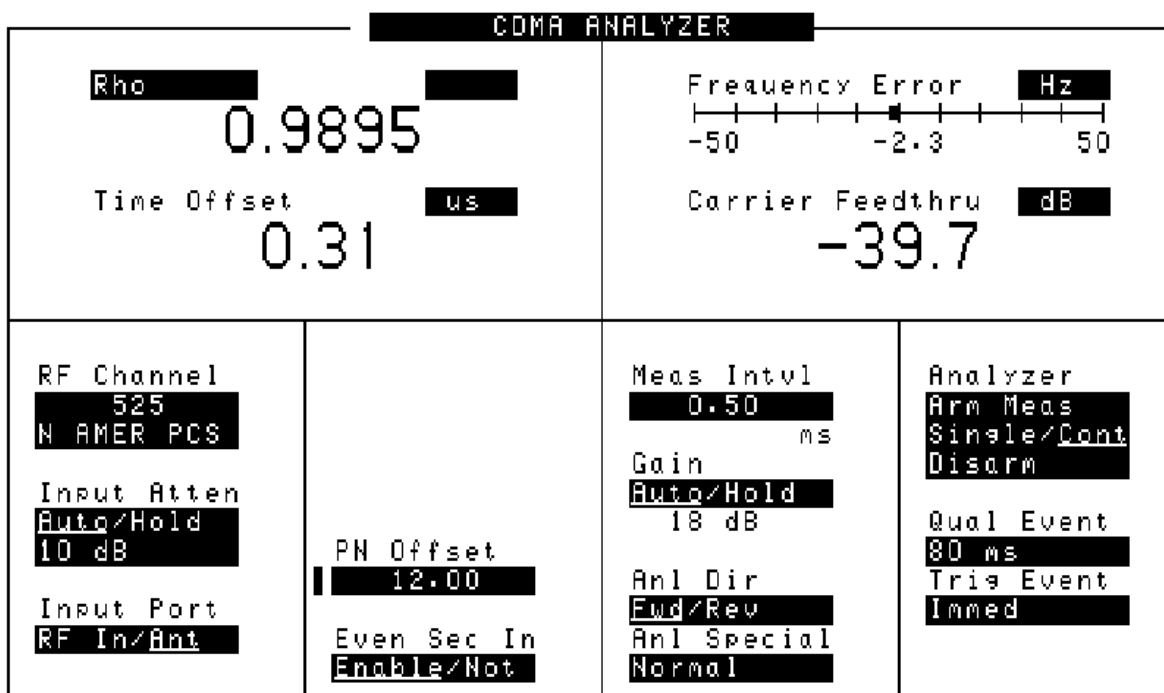 CDMA ANALYZER
Rho
0.9895
Time Offset us
0.31
Frequency Error Hz
-50 -2.3 50
Carrier Feedthru dB
-39.7
RF Channel
525
N AMER PCS
Input Atten
Auto/Hold
10 dB
Input Port
RF In/Ant
PN Offset
12.00
Even Sec In
Enable/Not
Meas Intvl
0.50
ms
Gain
Auto/Hold
18 dB
Anl Dir
Fwd/Rev
Anl Special
Normal
Analyzer
Arm Meas
Single/Cont
Disarm
Qual Event
80 ms
Trig Event
Immed